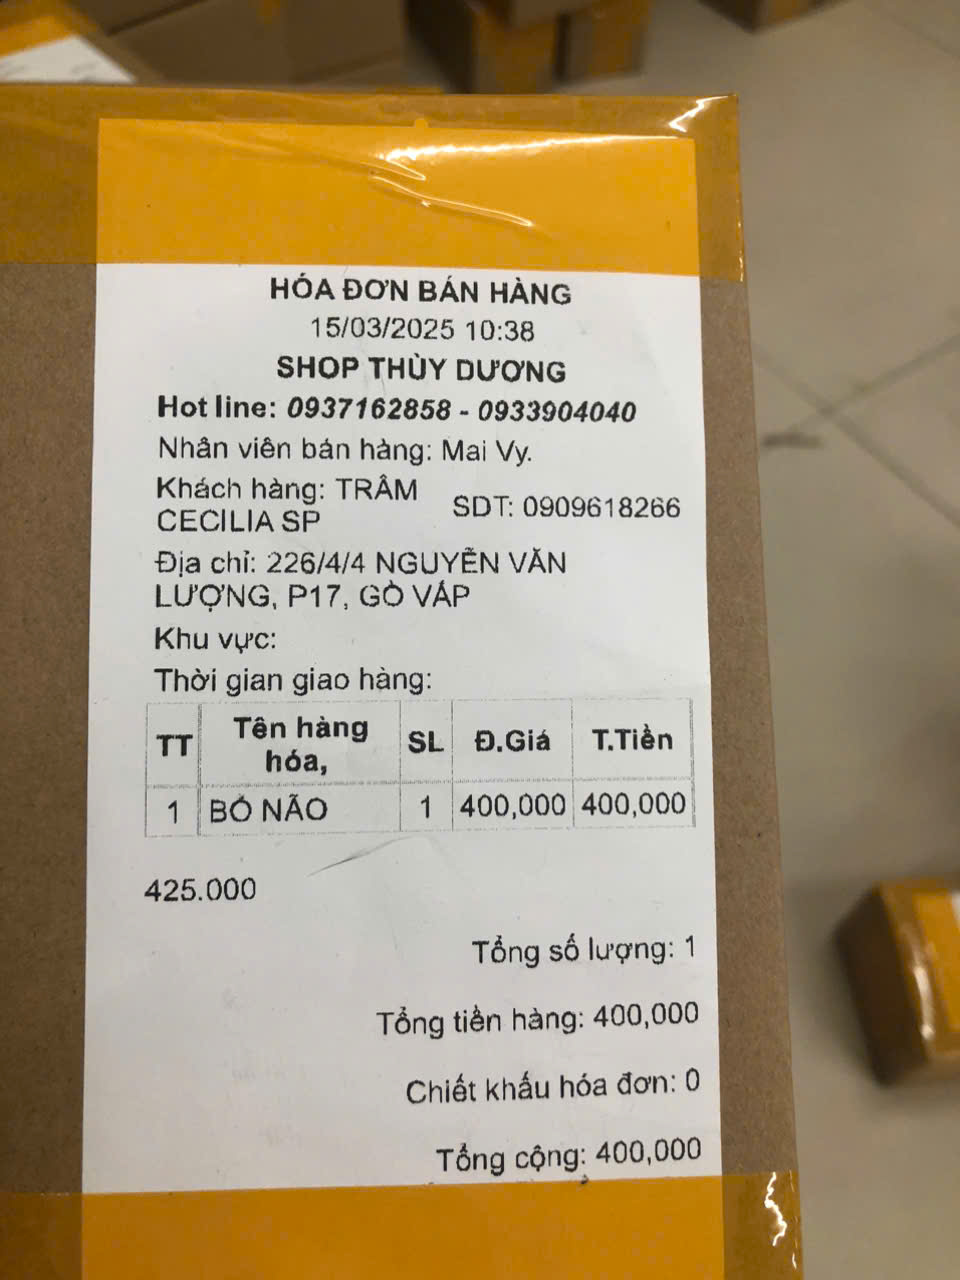 HÓA ĐƠN BÁN HÀNG
15/03/2025 10:38
SHOP THÙY DƯƠNG
Hot line: 0937162858 - 0933904040
Nhân viên bán hàng: Mai Vy.
Khách hàng: TRÂM CECILIA SP SDT: 0909618266
Địa chỉ: 226/4/4 NGUYỄN VĂN
LƯỢNG, P17, GÒ VẤP
Khu vực:
Thời gian giao hàng:
TT Tên hàng hóa, SL Đ.Giá T.Tiền
1 BỔ NÃO 1 400,000 400,000
425.000
Tổng số lượng: 1
Tổng tiền hàng: 400,000
Chiết khấu hóa đơn: 0
Tổng cộng: 400,000